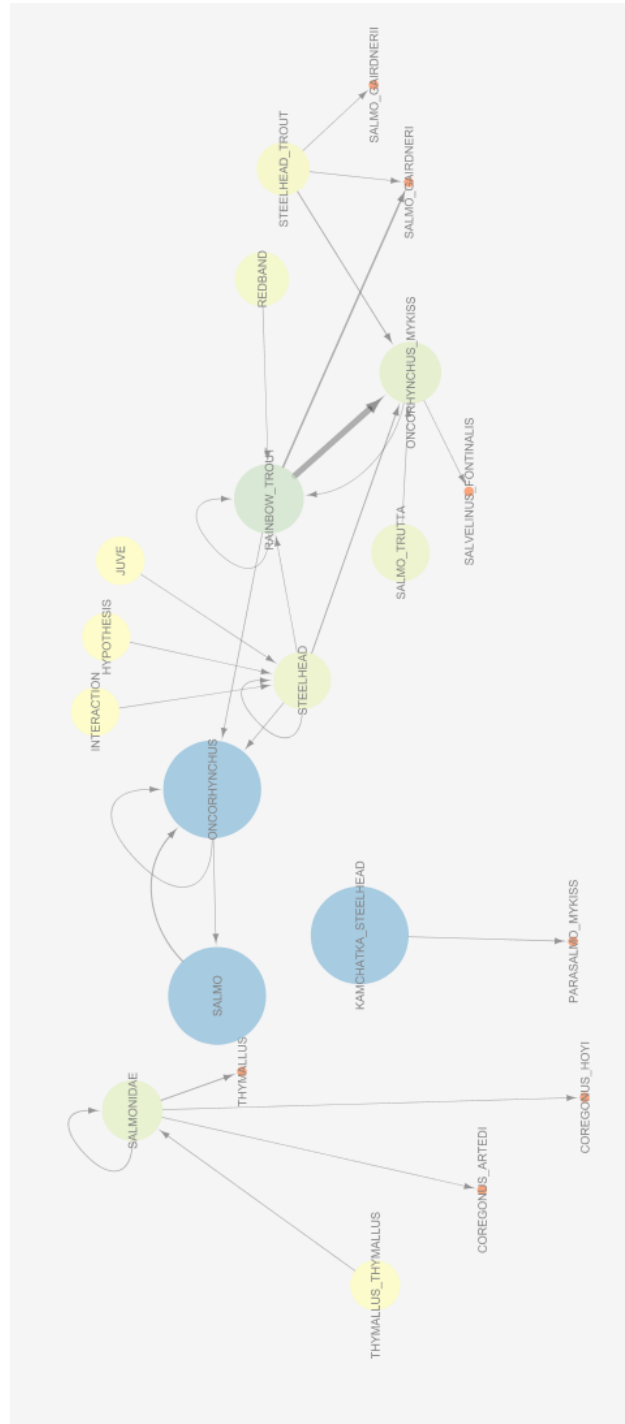 SALMO_GAIRDNERII
STEELHEAD_TROUT
SALMO_GAIRDNERI
REDBAND
ONCORHYNCHUS_MYKISS
RAINBOW_TROUT
SALVELINUS_FONTINALIS
SALMO_TRUTTA
JUVE
HYPOTHESIS
STEELHEAD
INTERACTION
ONCORHYNCHUS
KAMCHATKA_STEELHEAD
PARASALMO_MYKISS
SALMO
THYMALLUS
SALMONIDAE
COREGONUS_HOYI
COREGONUS_ARTEDI
THYMALLUS_THYMALLUS